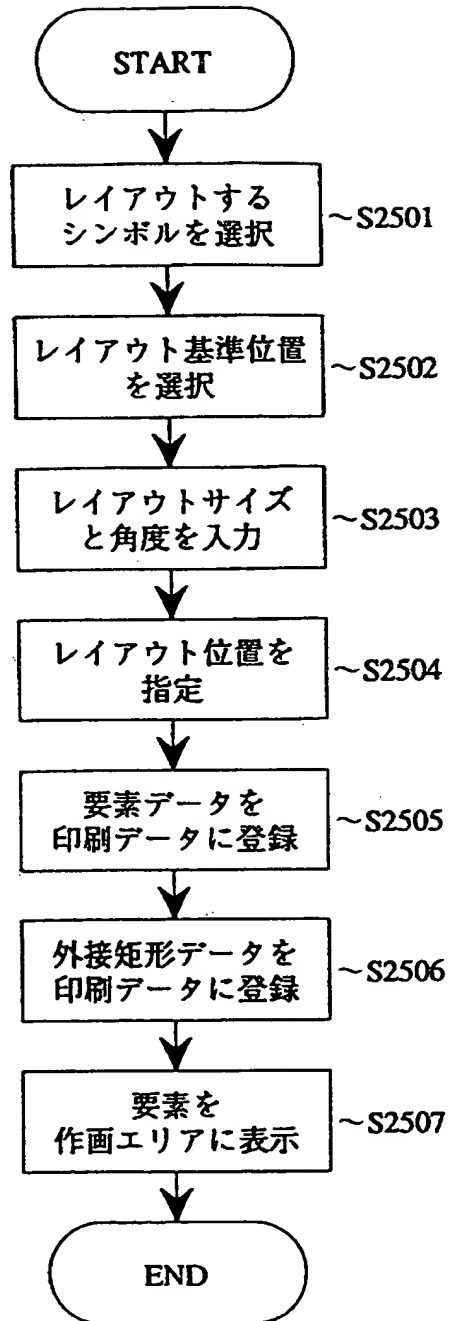 START
レイアウトする
シンボルを選択
~S2501
レイアウト基準位置
を選択
~S2502
レイアウトサイズ
と角度を入力
~S2503
レイアウト位置を
指定
~S2504
要素データを
印刷データに登録
~S2505
外接矩形データを
印刷データに登録
~S2506
要素を
作画エリアに表示
~S2507
END